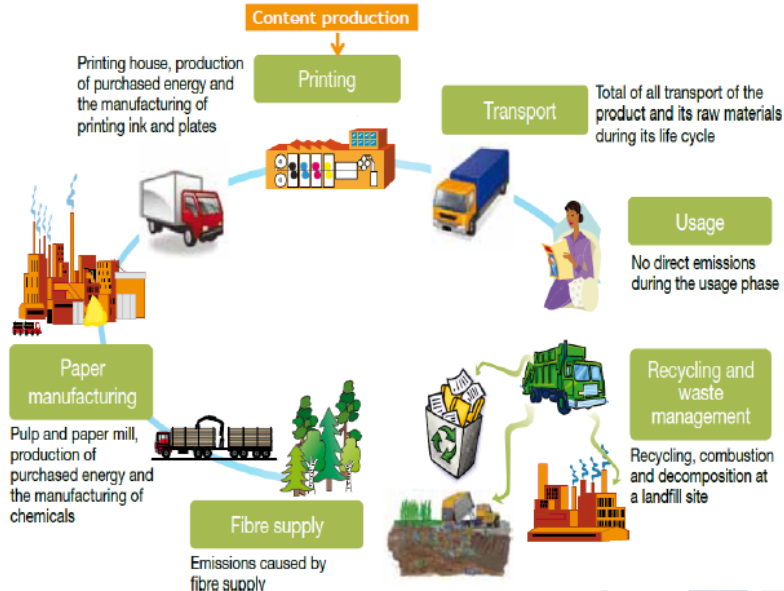 Content production
Printing
Printing house, production
of purchased energy and
the manufacturing of
printing ink and plates
Transport
Total of all transport of the
product and its raw materials
during its life cycle
Usage
No direct emissions
during the usage phase
Recycling and
waste
management
Recycling, combustion
and decomposition at
a landfill site
Paper
manufacturing
Pulp and paper mill,
production of
purchased energy and
the manufacturing of
chemicals
Fibre supply
Emissions caused by
fibre supply